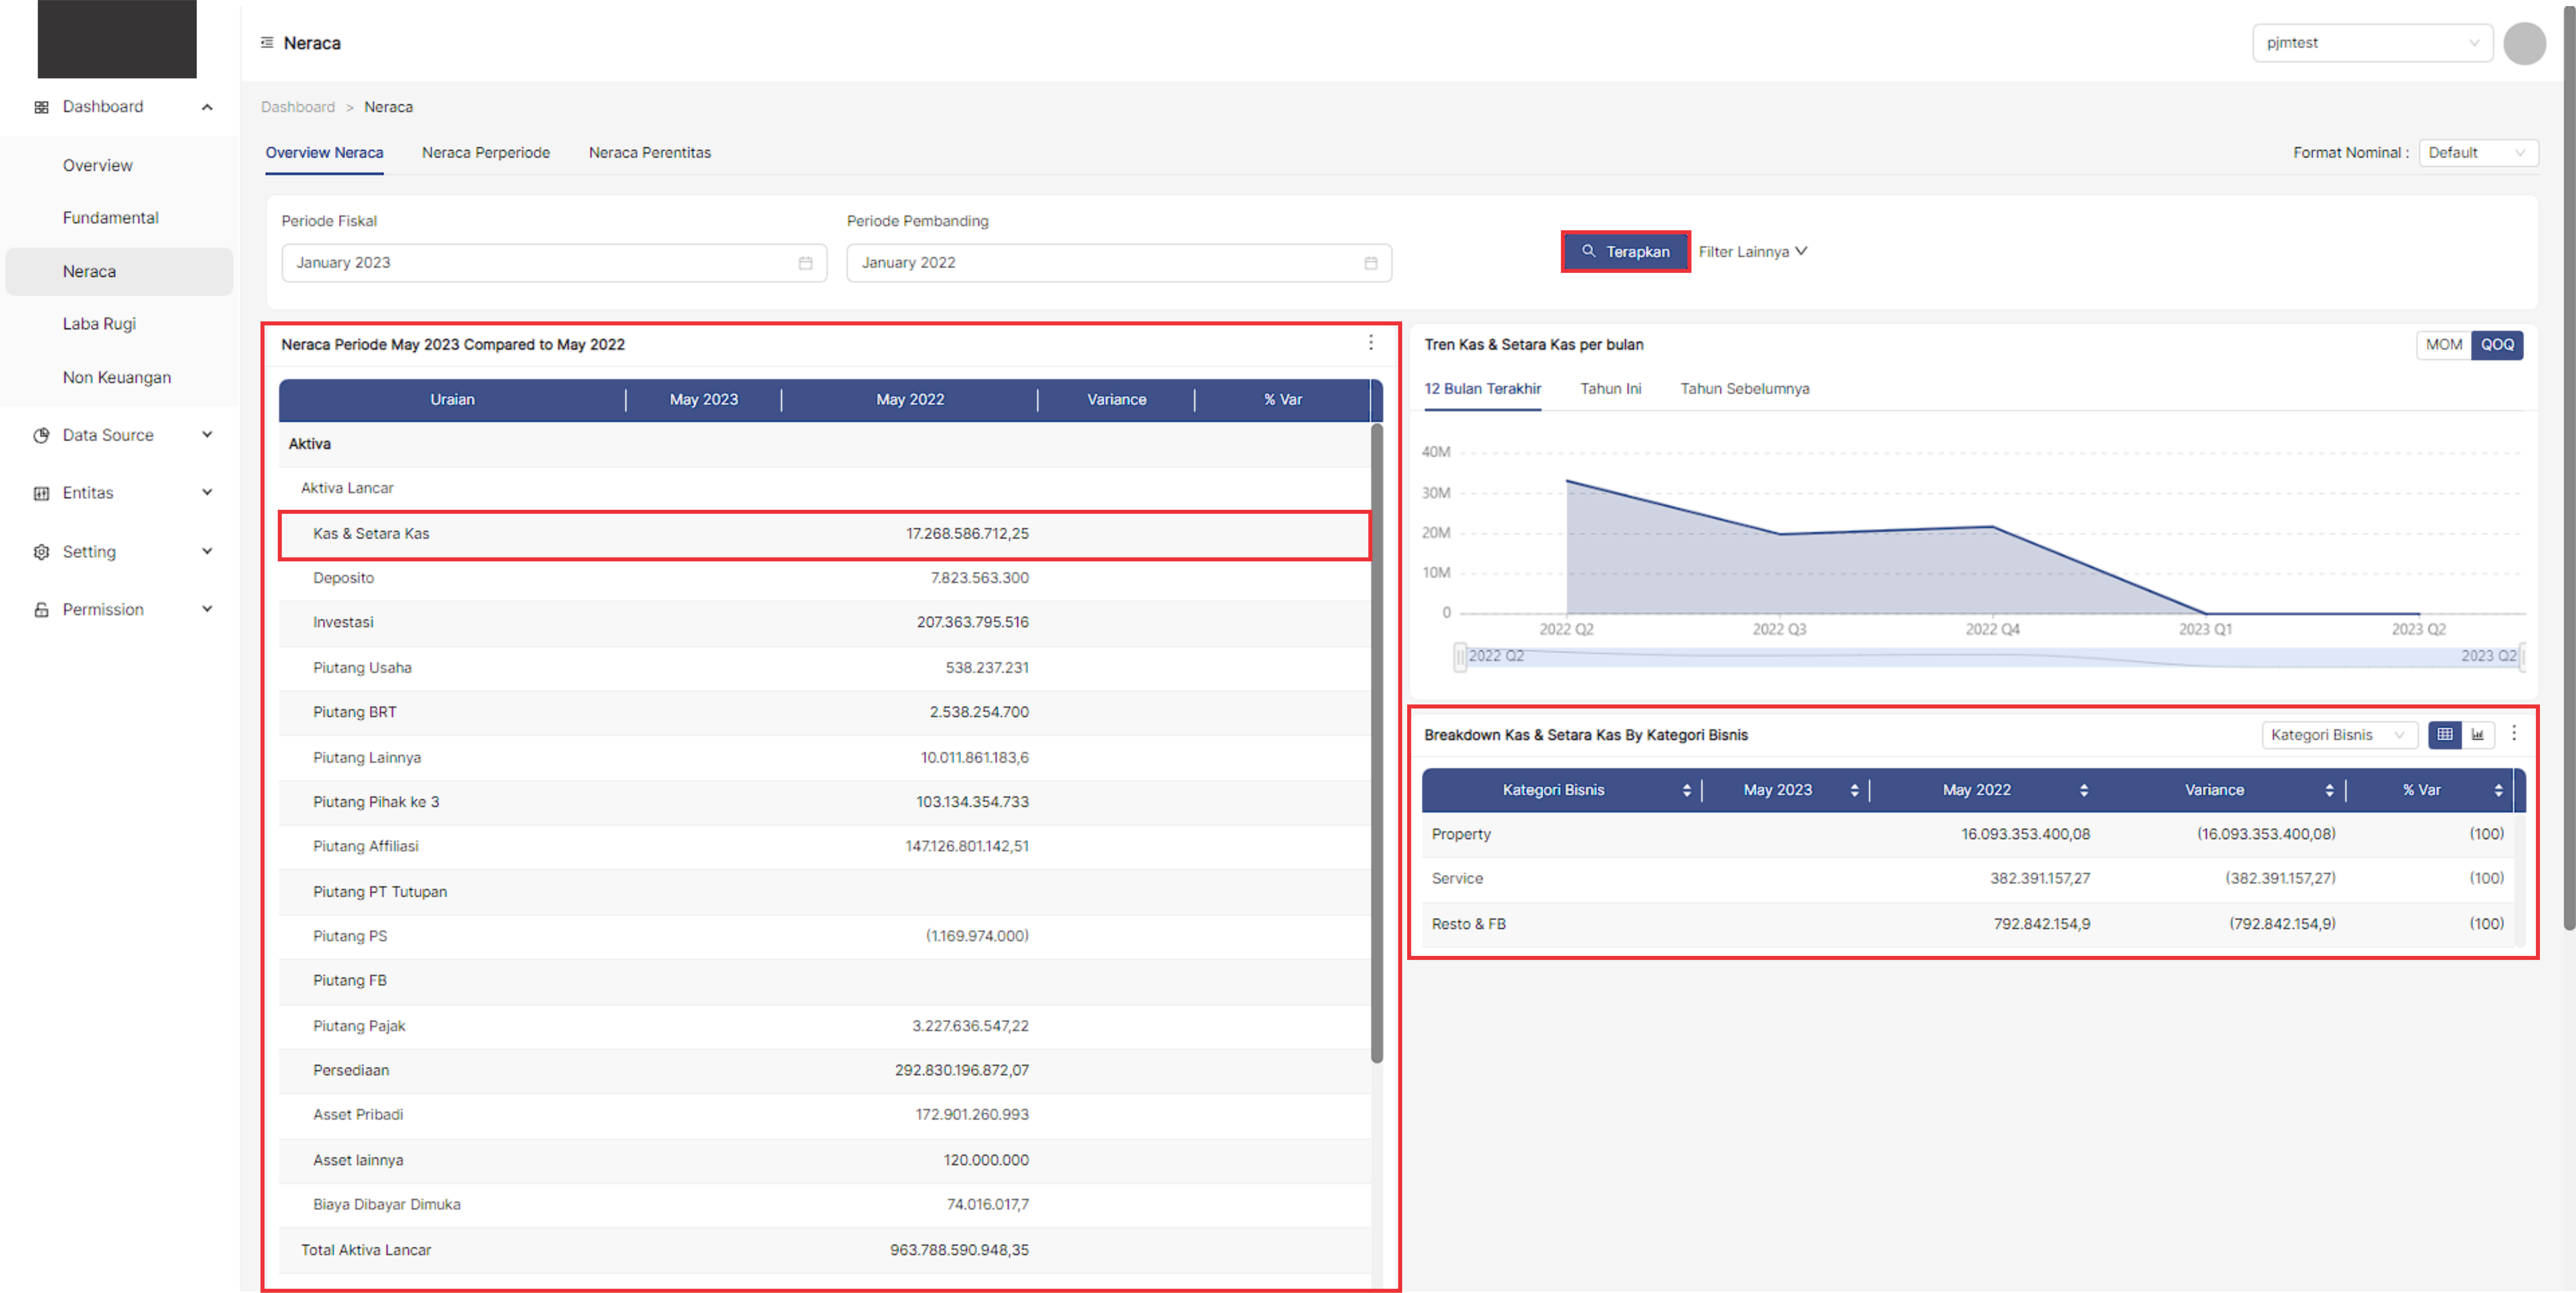 Neraca
pjmtest
Dashboard
Overview
Fundamental
Neraca
Laba Rugi
Non Keuangan
Data Source
Entitas
Setting
Permission
Dashboard > Neraca
Overview Neraca Neraca Perperiode Neraca Perentitas
Format Nominal : Default
Periode Fiskal Periode Pembanding
January 2023 January 2022
Terapkan Filter Lainnya
Neraca Periode May 2023 Compared to May 2022
Uraian May 2023 May 2022 Variance % Var
Aktiva
Aktiva Lancar
Kas & Setara Kas 17.268.586.712,25
Deposito 7.823.563.300
Investasi 207.363.795.516
Piutang Usaha 538.237.231
Piutang BRT 2.538.254.700
Piutang Lainnya 10.011.861.183,6
Piutang Pihak ke 3 103.134.354.733
Piutang Affiliasi 147.126.801.142,51
Piutang PT Tutupan
Piutang PS (1.169.974.000)
Piutang FB
Piutang Pajak 3.227.636.547,22
Persediaan 292.830.196.872,07
Asset Pribadi 172.901.260.993
Asset lainnya 120.000.000
Biaya Dibayar Dimuka 74.016.017,7
Total Aktiva Lancar 963.788.590.948,35
Tren Kas & Setara Kas per bulan
MOM QOQ
12 Bulan Terakhir Tahun Ini Tahun Sebelumnya
40M
30M
20M
10M
0
2022 Q2 2022 Q3 2022 Q4 2023 Q1 2023 Q2
2022 Q2 2023 Q2
Breakdown Kas & Setara Kas By Kategori Bisnis
Kategori Bisnis
Kategori Bisnis May 2023 May 2022 Variance % Var
Property 16.093.353.400,08 (16.093.353.400,08) (100)
Service 382.391.157,27 (382.391.157,27) (100)
Resto & FB 792.842.154,9 (792.842.154,9) (100)